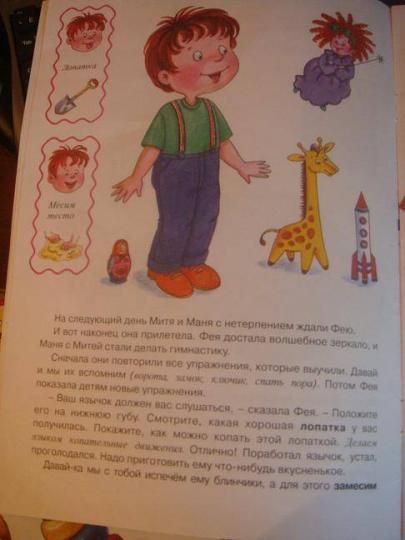 Лопатка
Месим
тесто
На следующий день Митя и Маня с нетерпением ждали Фею.
И вот наконец она прилетела. Фея достала волшебное зеркало, и
Маня с Митей стали делать гимнастику.
Сначала они повторили все упражнения, которые выучили. Давай
и мы их вспомним (ворота, замок, ключик, спать пора). Потом Фея
показала детям новые упражнения.
– Ваш язычок должен вас слушаться, – сказала Фея. – Положите
его на нижнюю губу. Смотрите, какая хорошая лопатка у вас
получилась. Покажите, как можно копать этой лопаткой. Делаем
языком копательные движения. Отлично! Поработал язычок, устал,
проголодался. Надо приготовить ему что-нибудь вкусненькое.
Давай-ка мы с тобой испечём ему блинчики, а для этого замесим